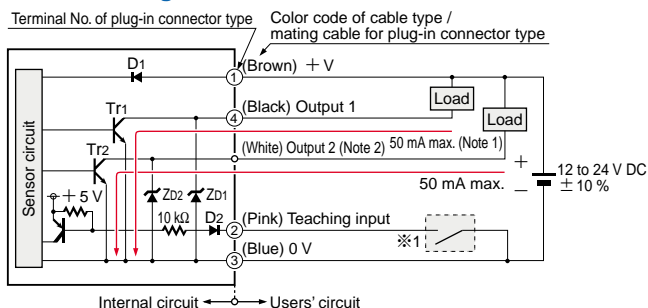 Terminal No. of plug-in connector type
Color code of cable type /
mating cable for plug-in connector type
D1
1
(Brown) +V
4
(Black) Output 1
Load
Load
Tr1
Tr2
Sensor circuit
(White) Output 2 (Note 2)
50 mA max. (Note 1)
50 mA max.
+
−
12 to 24 V DC
±10 %
+5 V
ZD2
ZD1
10 kΩ
D2
2
(Pink) Teaching input
※1
3
(Blue) 0 V
Internal circuit
Users' circuit